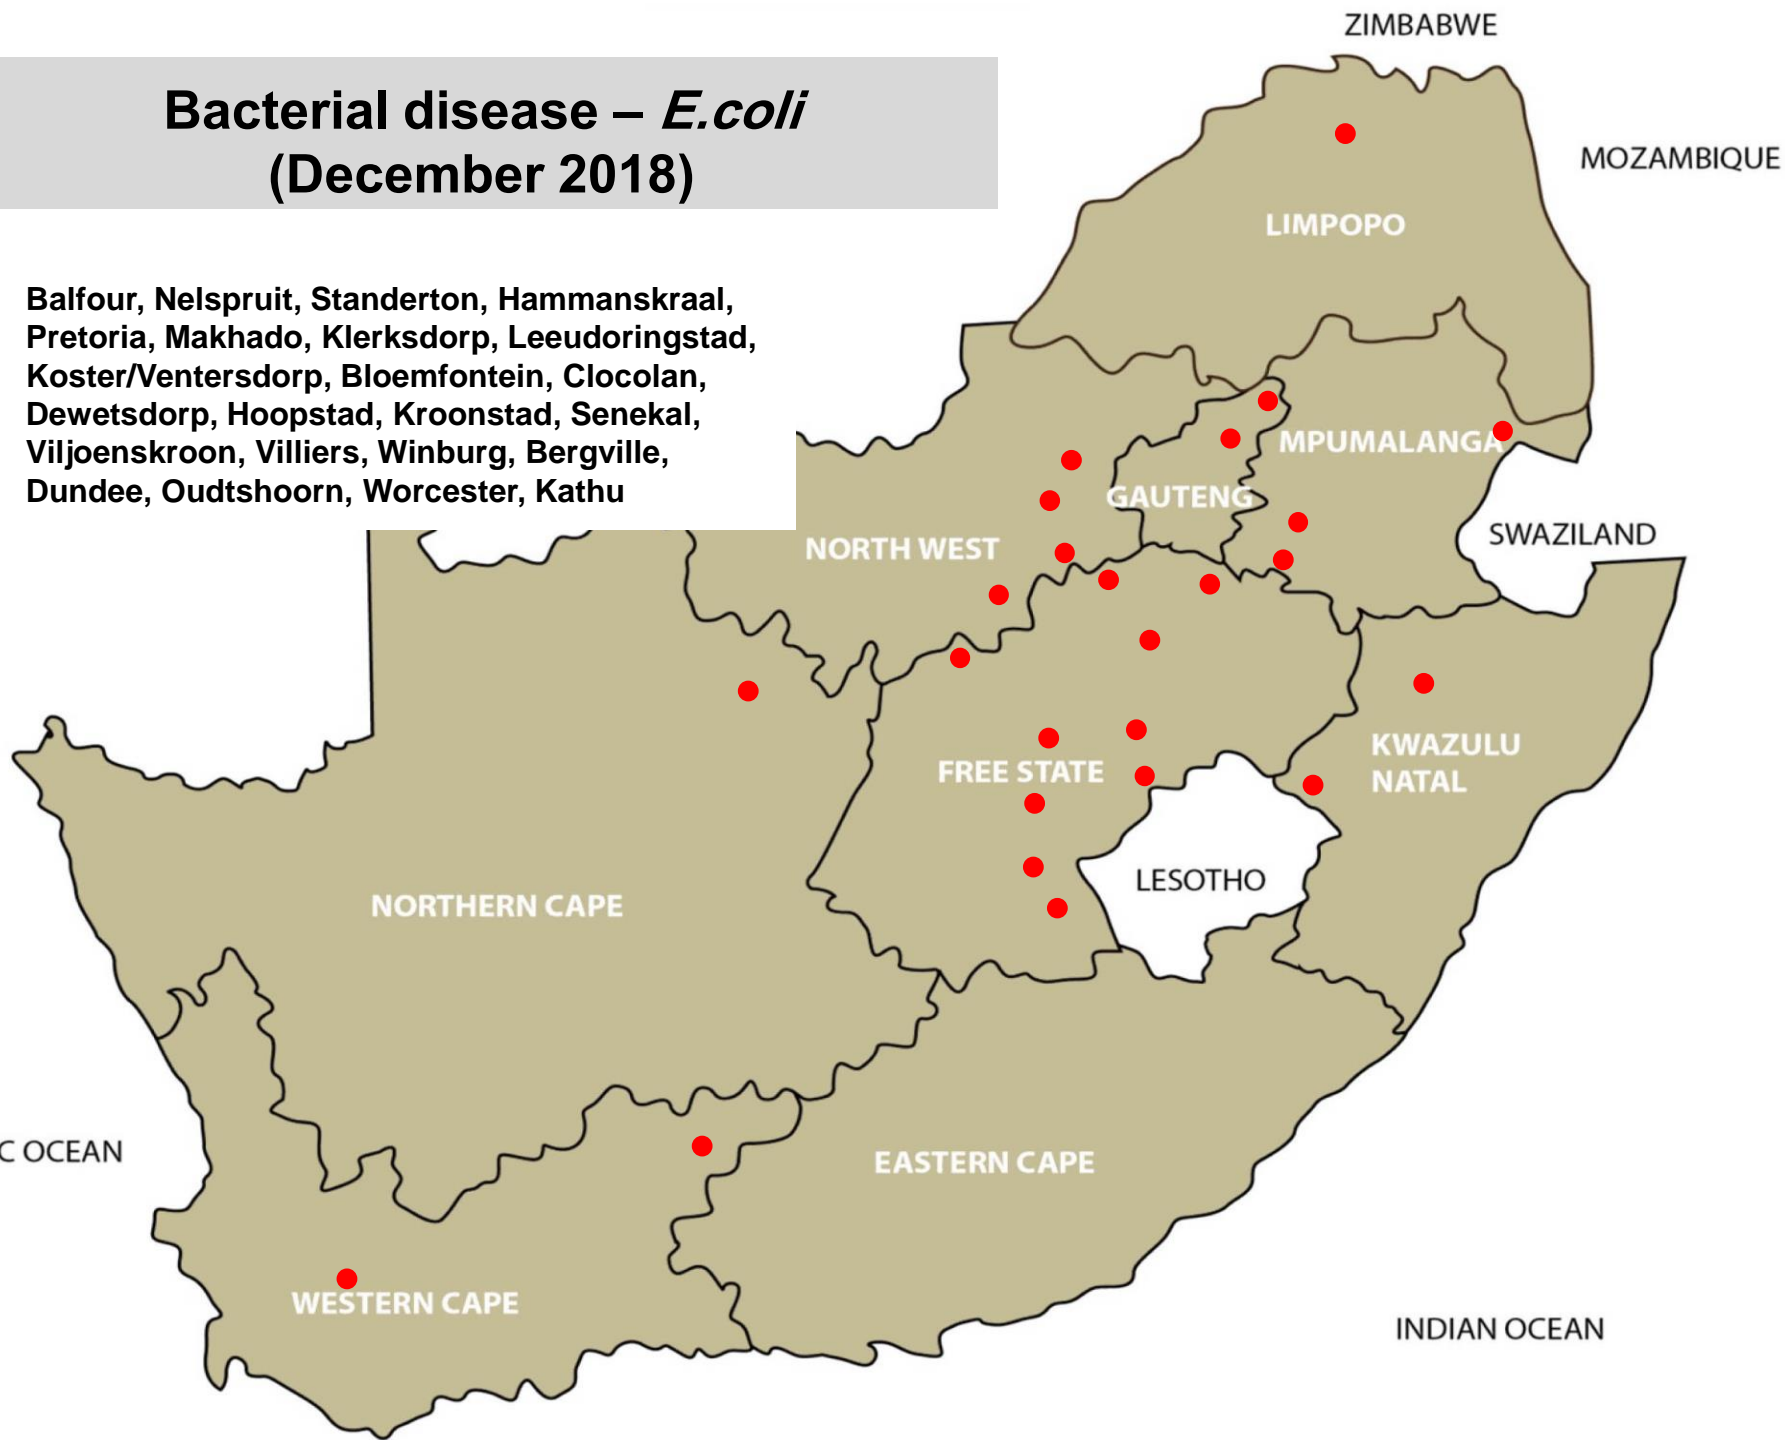 ZIMBABWE
Bacterial disease – E.coli
(December 2018)
MOZAMBIQUE
LIMPOPO
Balfour, Nelspruit, Standerton, Hammanskraal,
Pretoria, Makhado, Klerksdorp, Leeudoringstad,
Koster/Ventersdorp, Bloemfontein, Clocolan,
Dewetsdorp, Hoopstad, Kroonstad, Senekal,
Viljoenskroon, Villiers, Winburg, Bergville,
Dundee, Oudtshoorn, Worcester, Kathu
MPUMALANGA
GAUTENG
NORTH WEST
SWAZILAND
KWAZULU
NATAL
FREE STATE
LESOTHO
NORTHERN CAPE
C OCEAN
EASTERN CAPE
WESTERN CAPE
INDIAN OCEAN